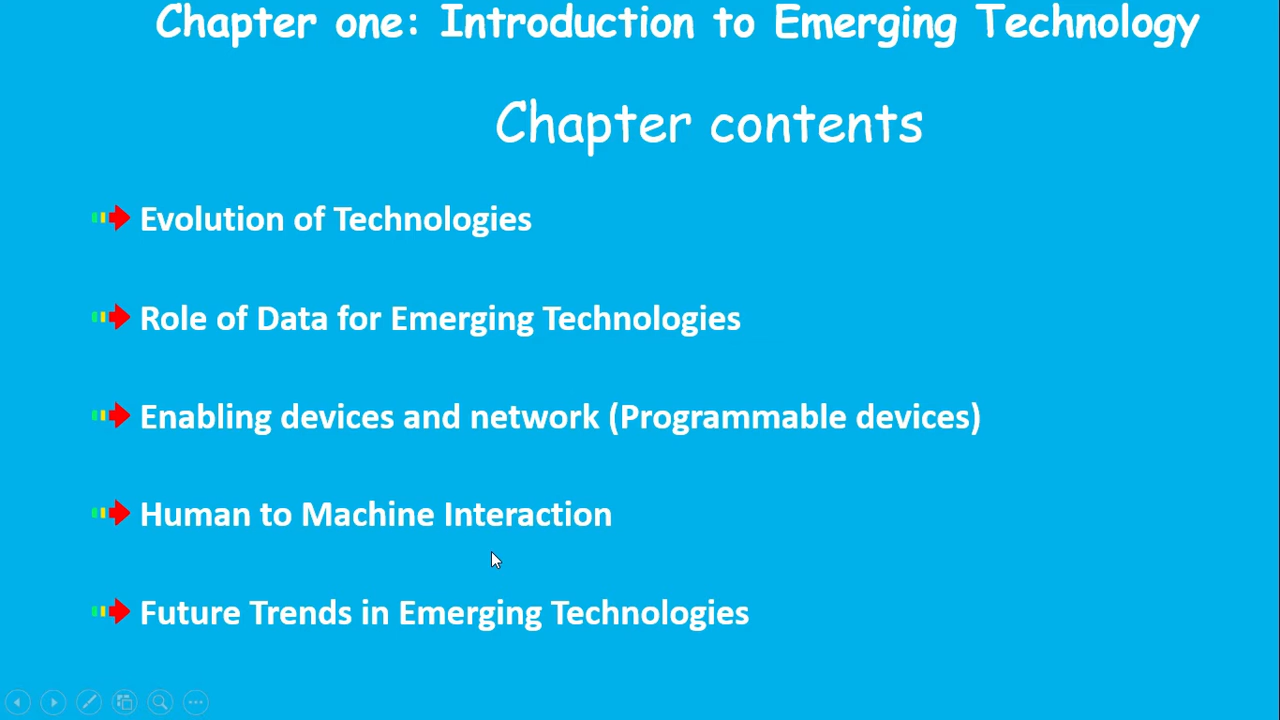 Chapter one: Introduction to Emerging Technology
Chapter contents
Evolution of Technologies
Role of Data for Emerging Technologies
Enabling devices and network (Programmable devices)
Human to Machine Interaction
Future Trends in Emerging Technologies